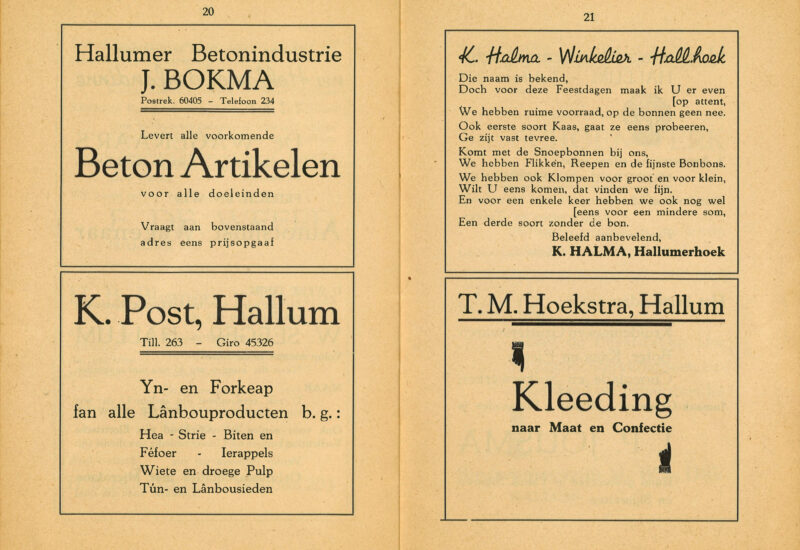 20
Hallumer Betonindustrie
J. BOKMA
Postrek. 60405 – Telefoon 234
Levert alle voorkomende
Beton Artikelen
voor alle doeleinden
Vraagt aan bovenstaand
adres eens prijsopgaaf
K. Post, Hallum
Till. 263 – Giro 45326
Yn- en Forkeap
fan alle Lânbouproducten b. g. :
Hea - Strie - Biten en
Féfoer - Ierappels
Wiete en droege Pulp
Tún- en Lânbousieden
21
K. Halma - Winkelier - Hall.hoek
Die naam is bekend,
Doch voor deze Feestdagen maak ik U er even
[op attent,
We hebben ruime voorraad, op de bonnen geen nee.
Ook eerste soort Kaas, gaat ze eens probeeren,
Ge zijt vast tevree.
Komt met de Snoepbonnen bij ons,
We hebben Flikken, Reepen en de fijnste Bonbons.
We hebben ook Klompen voor groot en voor klein,
Wilt U eens komen, dat vinden we fijn.
En voor een enkele keer hebben we ook nog wel
[eens voor een mindere som,
Een derde soort zonder de bon.
Beleefd aanbevelend,
K. HALMA, Hallumerhoek
T. M. Hoekstra, Hallum
Kleeding
naar Maat en Confectie